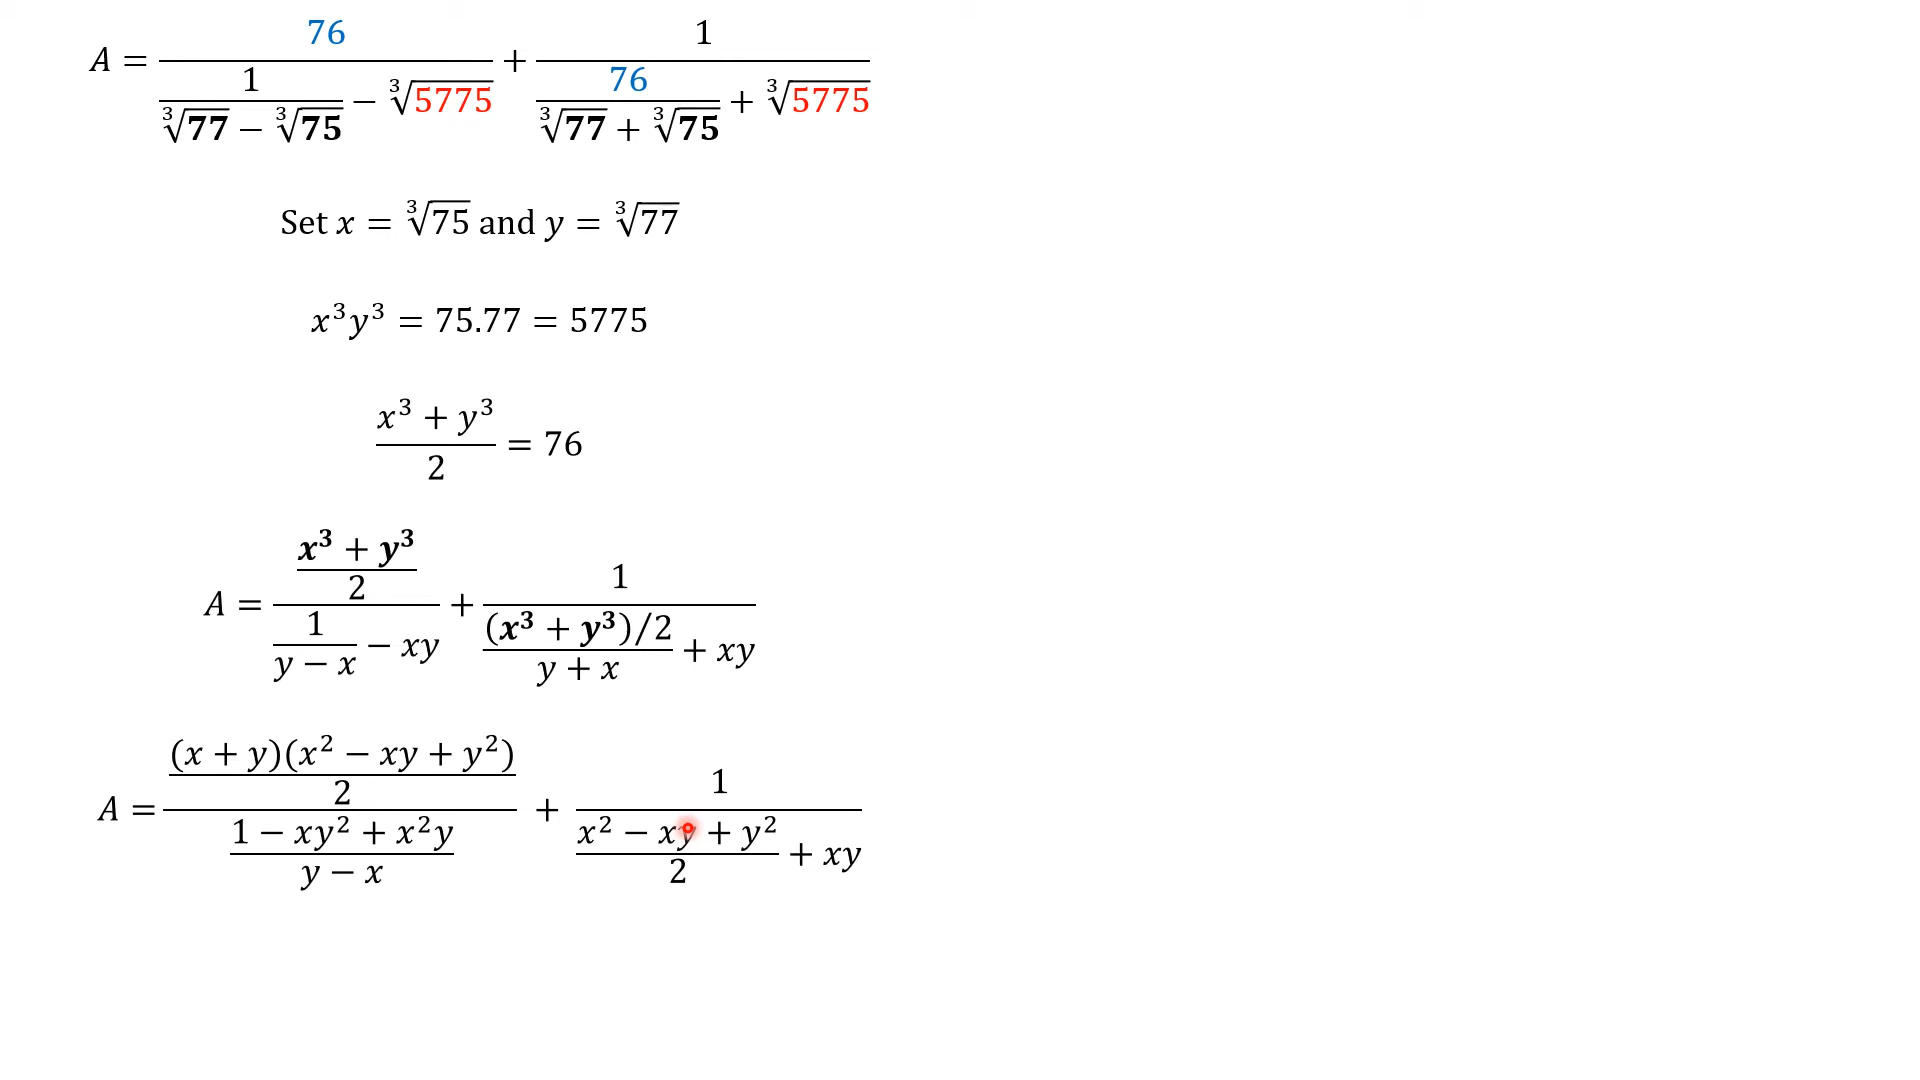 A = 76 / (1/(∛77 − ∛75) − ∛5775) + 1 / (76/(∛77 + ∛75) + ∛5775)
Set x = ∛75 and y = ∛77
x³y³ = 75.77 = 5775
(x³ + y³)/2 = 76
A = ((x³ + y³)/2) / (1/(y − x) − xy) + 1 / (((x³ + y³)/2)/(y + x) + xy)
A = ((x + y)(x² − xy + y²)/2) / ((1 − xy² + x²y)/(y − x)) + 1 / ((x² − xy + y²)/2 + xy)